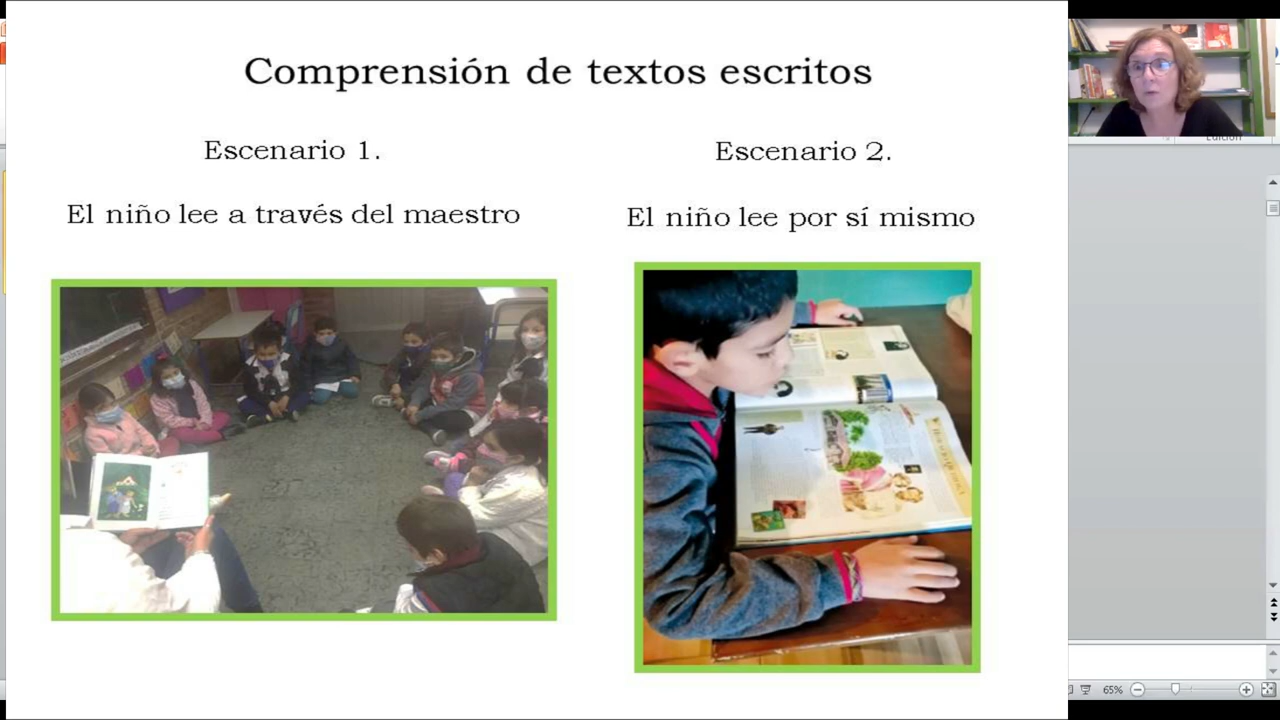 Comprensión de textos escritos
Escenario 1.
El niño lee a través del maestro
Escenario 2.
El niño lee por sí mismo
65%